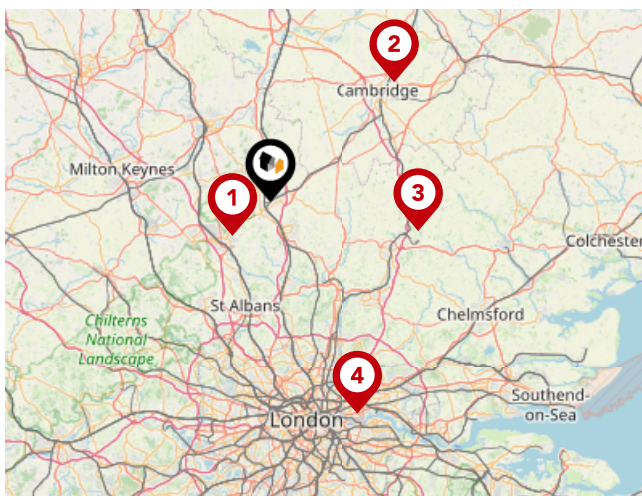 2
Cambridge
Milton Keynes
1
3
Colchester
St Albans
Chilterns
National
Landscape
Chelmsford
4
Southend-
on-Sea
London